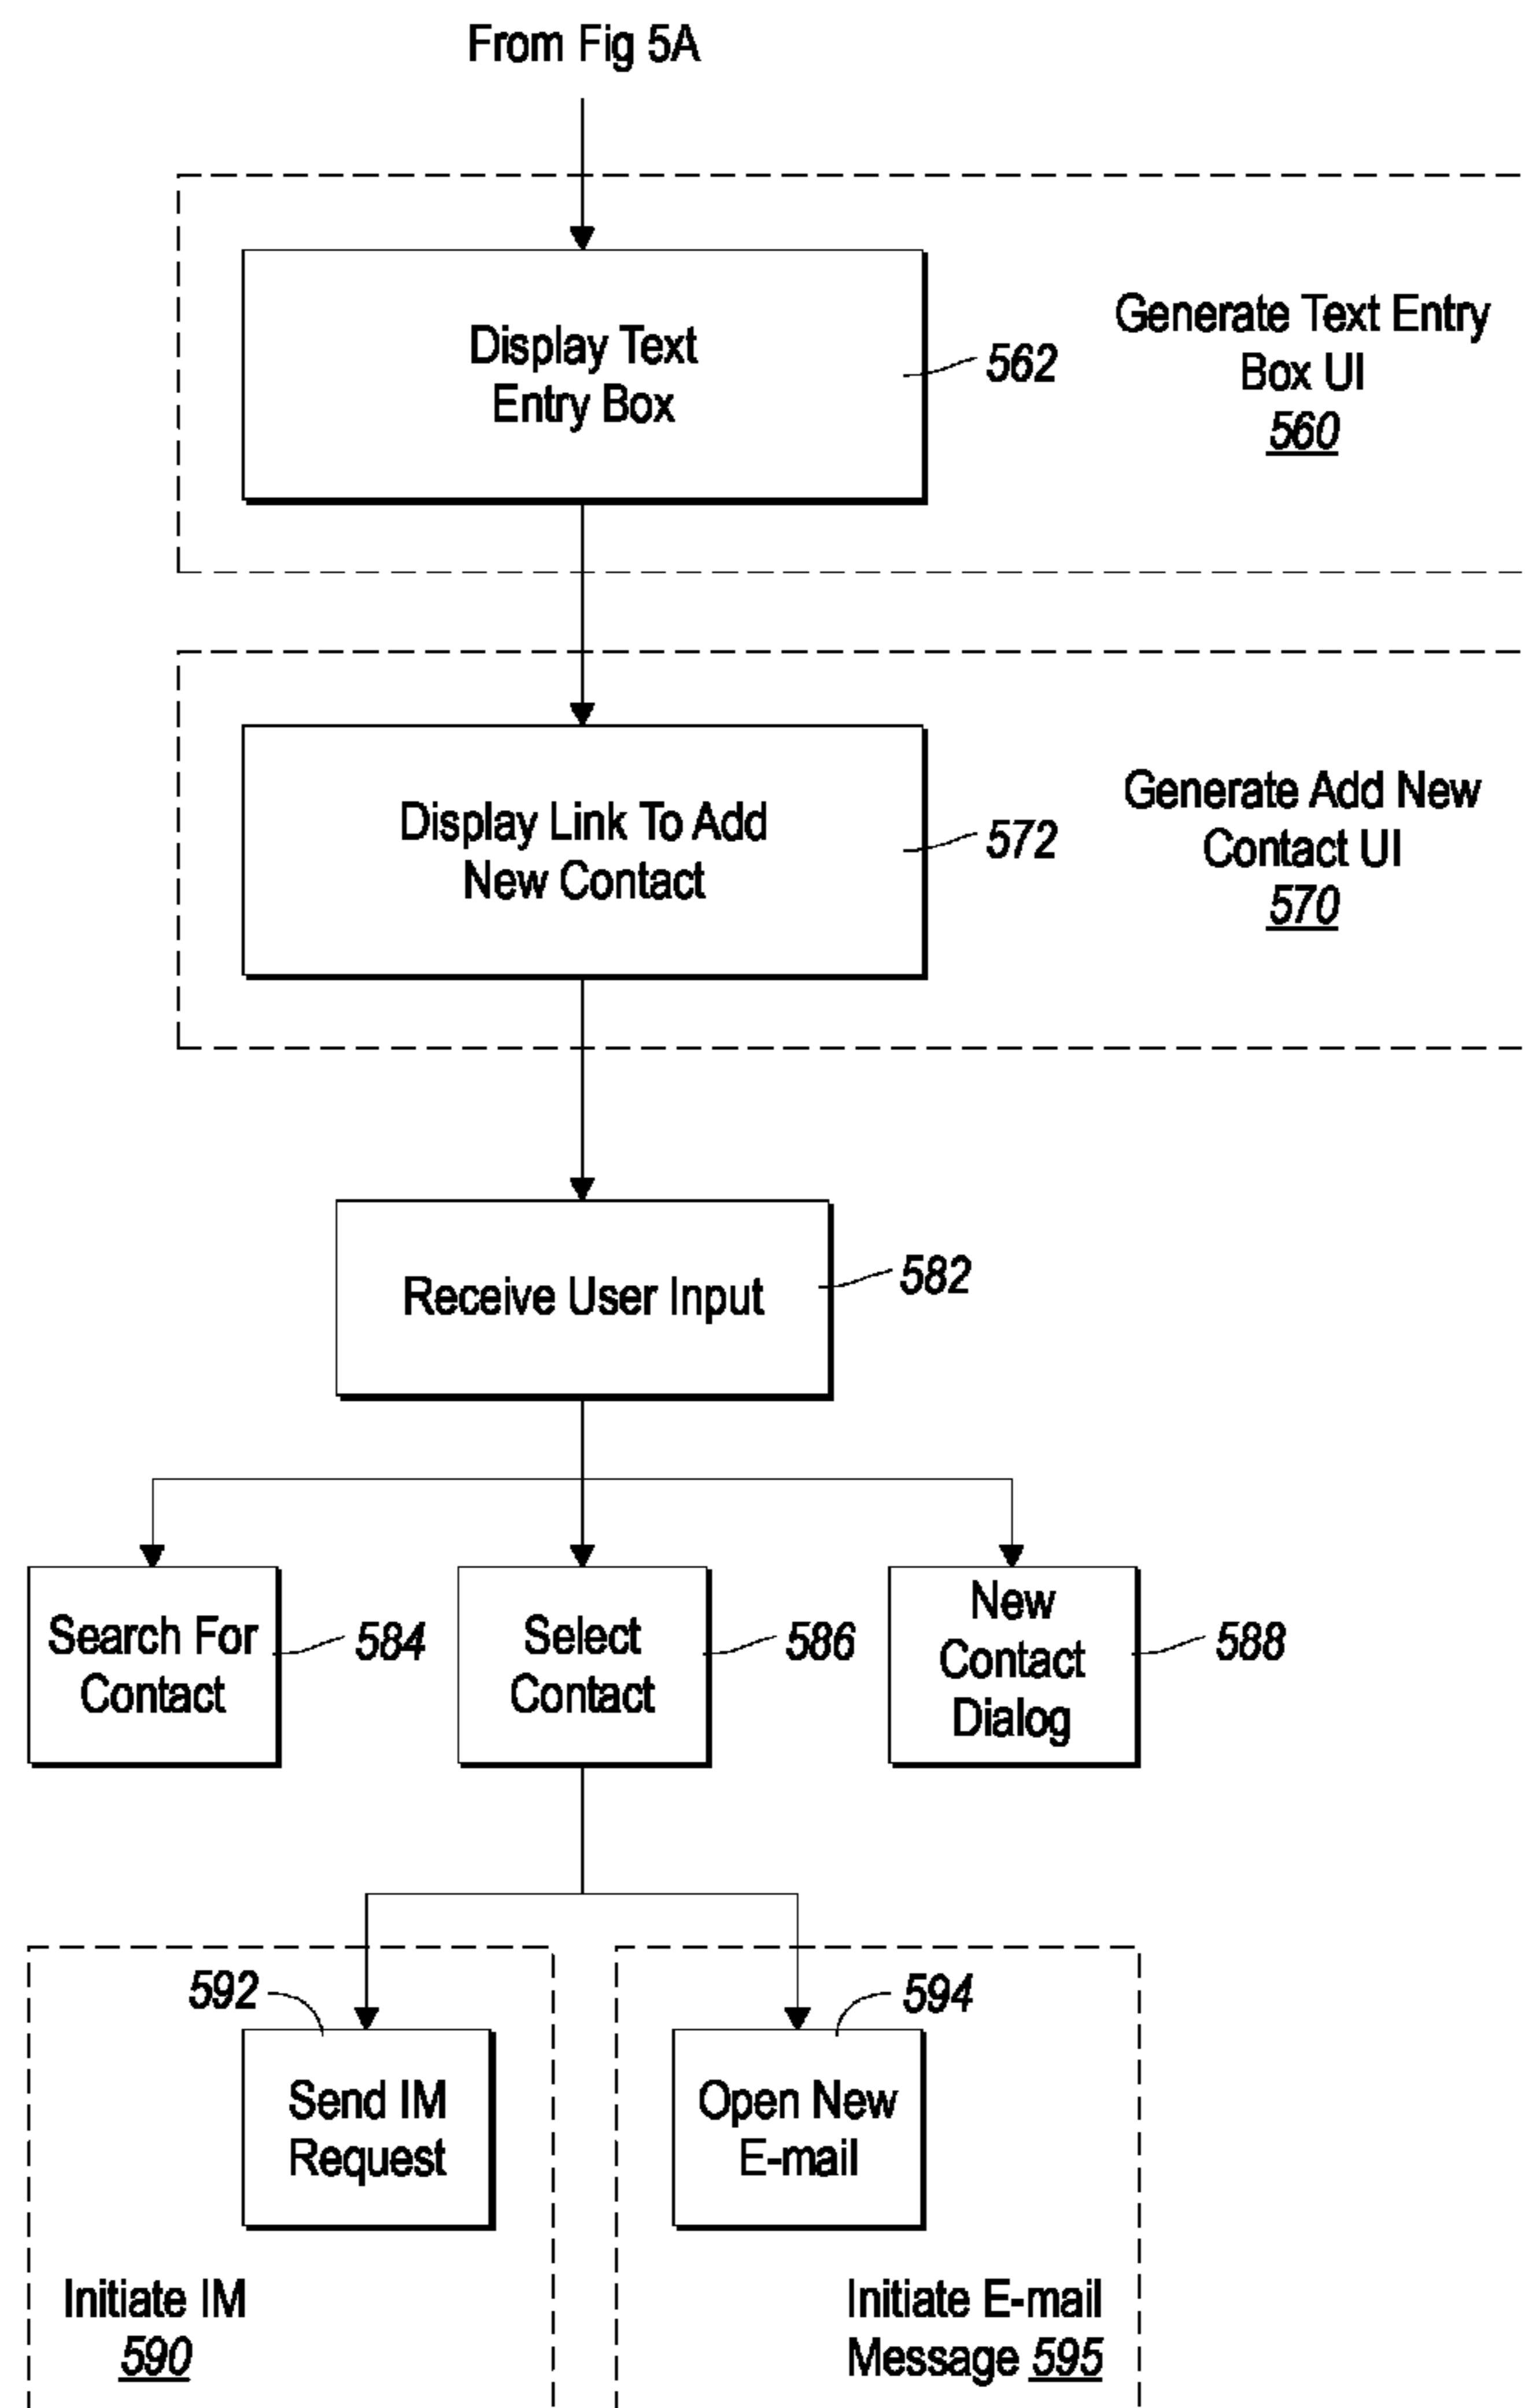 From Fig 5A
Display Text
Entry Box
562
Generate Text Entry
Box UI
560
Display Link To Add
New Contact
572
Generate Add New
Contact UI
570
Receive User Input
582
Search For
Contact
584
Select
Contact
586
New
Contact
Dialog
588
592
Send IM
Request
Initiate IM
590
594
Open New
E-mail
Initiate E-mail
Message 595